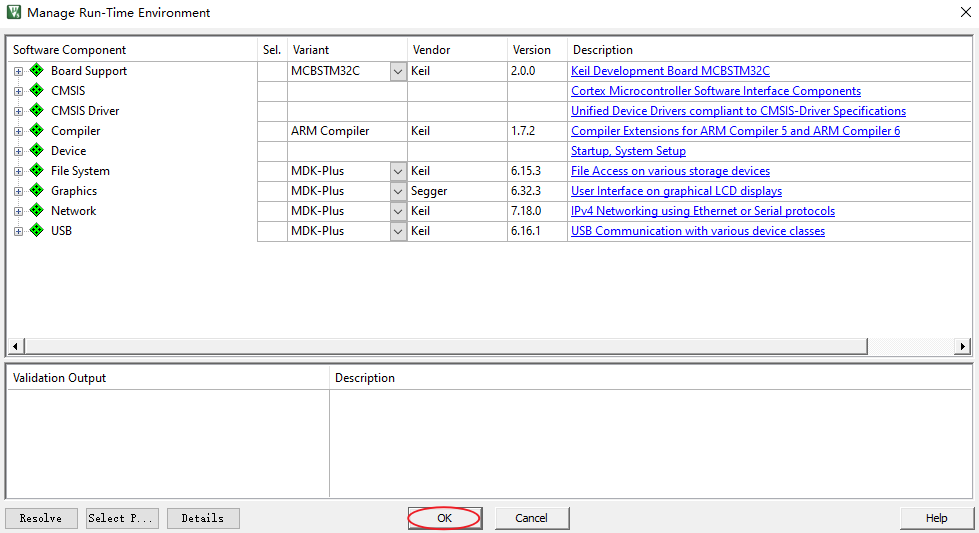 Manage Run-Time Environment
Software Component Sel. Variant Vendor Version Description
Board Support MCBSTM32C Keil 2.0.0 Keil Development Board MCBSTM32C
CMSIS Cortex Microcontroller Software Interface Components
CMSIS Driver Unified Device Drivers compliant to CMSIS-Driver Specifications
Compiler ARM Compiler Keil 1.7.2 Compiler Extensions for ARM Compiler 5 and ARM Compiler 6
Device Startup, System Setup
File System MDK-Plus Keil 6.15.3 File Access on various storage devices
Graphics MDK-Plus Segger 6.32.3 User Interface on graphical LCD displays
Network MDK-Plus Keil 7.18.0 IPv4 Networking using Ethernet or Serial protocols
USB MDK-Plus Keil 6.16.1 USB Communication with various device classes
Validation Output Description
Resolve Select P... Details OK Cancel Help